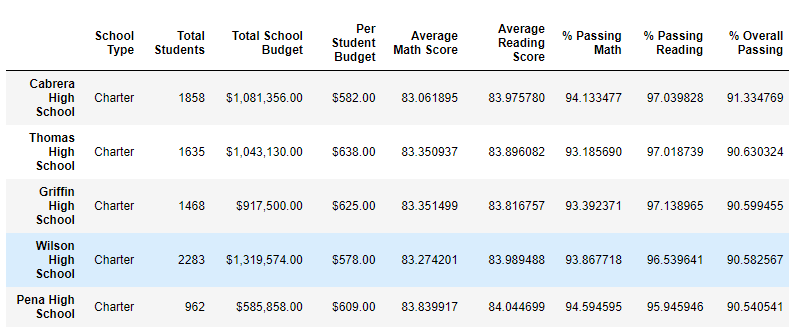 School Type Total Students Total School Budget Per Student Budget Average Math Score Average Reading Score % Passing Math % Passing Reading % Overall Passing
Cabrera High School Charter 1858 $1,081,356.00 $582.00 83.061895 83.975780 94.133477 97.039828 91.334769
Thomas High School Charter 1635 $1,043,130.00 $638.00 83.350937 83.896082 93.185690 97.018739 90.630324
Griffin High School Charter 1468 $917,500.00 $625.00 83.351499 83.816757 93.392371 97.138965 90.599455
Wilson High School Charter 2283 $1,319,574.00 $578.00 83.274201 83.989488 93.867718 96.539641 90.582567
Pena High School Charter 962 $585,858.00 $609.00 83.839917 84.044699 94.594595 95.945946 90.540541